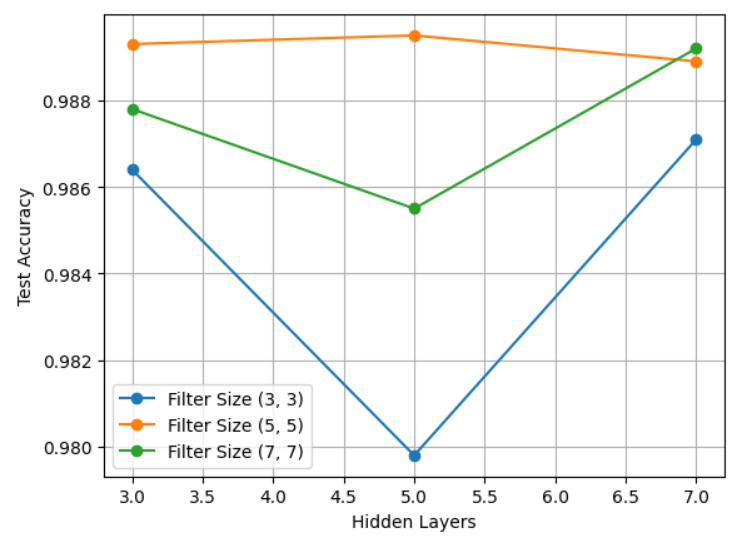 0.988
0.986
0.984
0.982
0.980
Test Accuracy
Filter Size (3, 3)
Filter Size (5, 5)
Filter Size (7, 7)
3.0 3.5 4.0 4.5 5.0 5.5 6.0 6.5 7.0
Hidden Layers